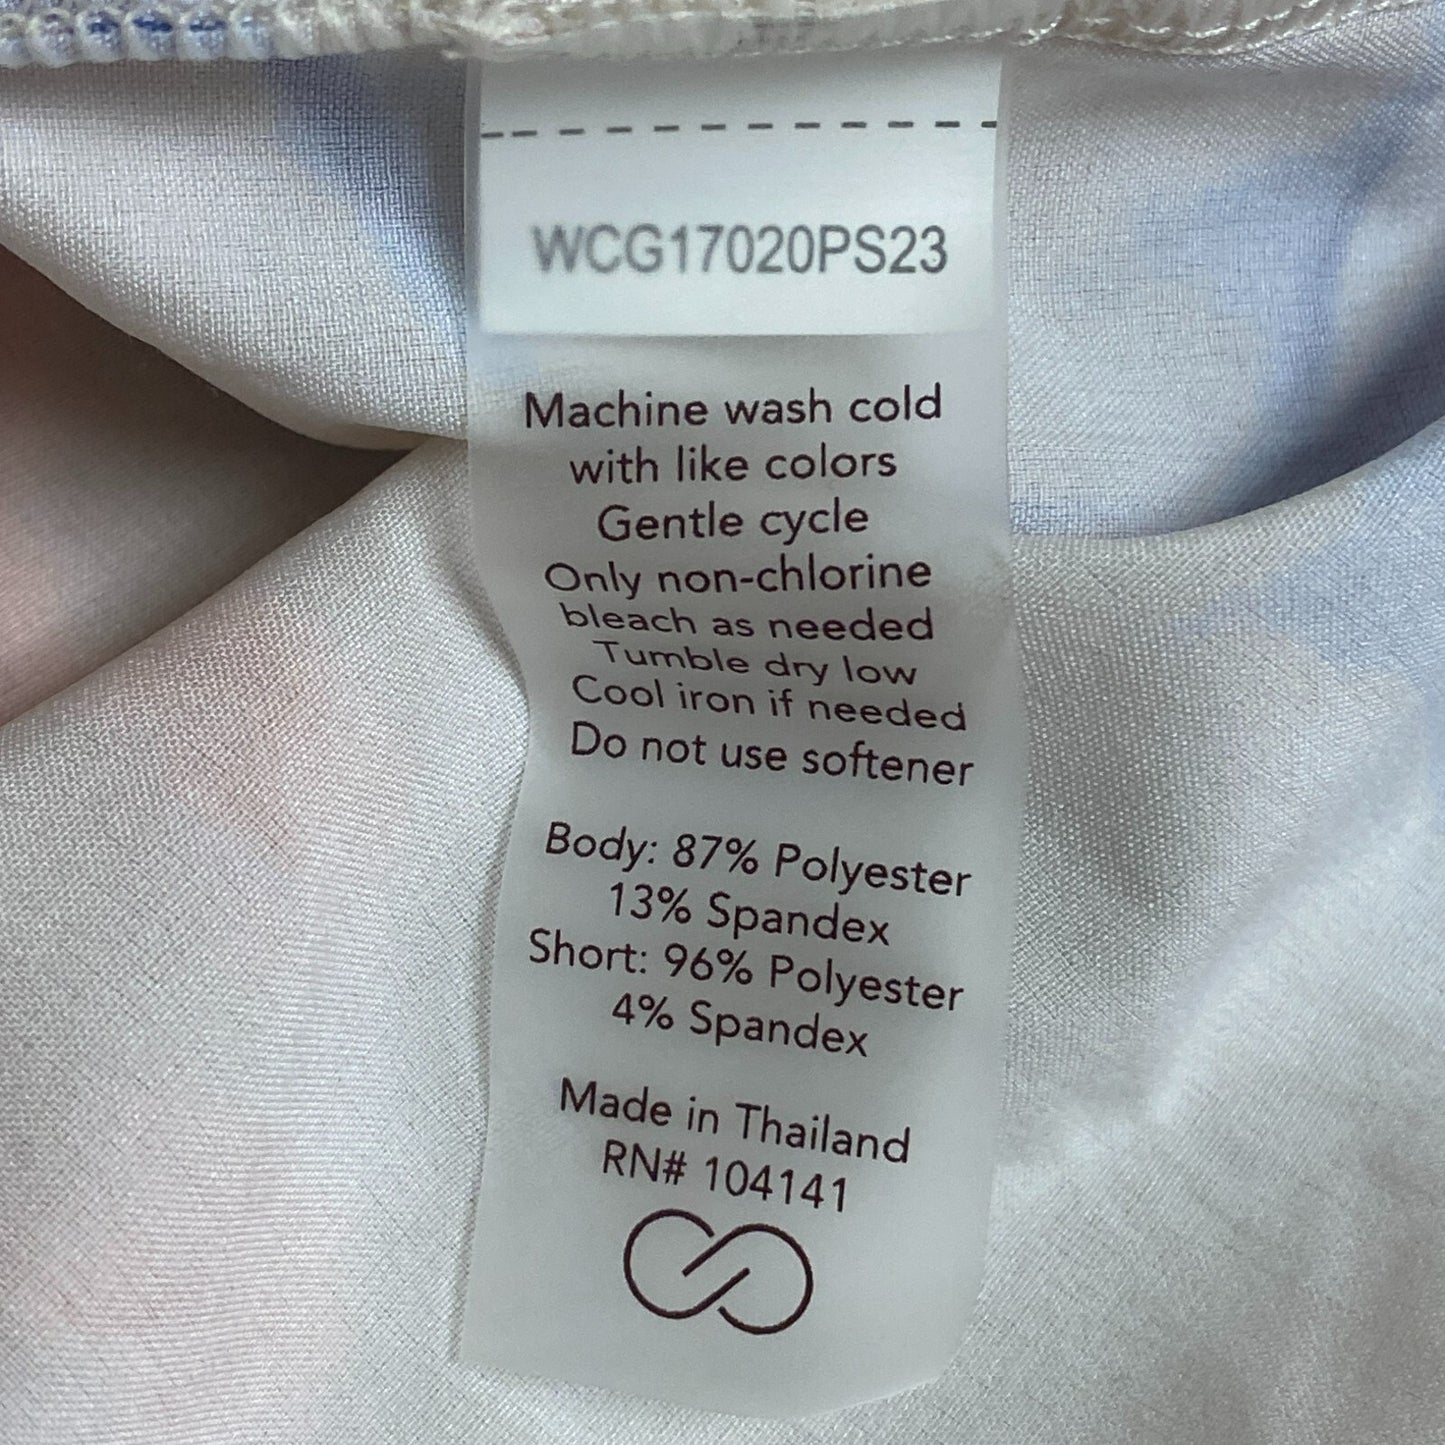 WCG17020PS23
Machine wash cold
with like colors
Gentle cycle
Only non-chlorine
bleach as needed
Tumble dry low
Cool iron if needed
Do not use softener
Body: 87% Polyester
13% Spandex
Short: 96% Polyester
4% Spandex
Made in Thailand
RN# 104141